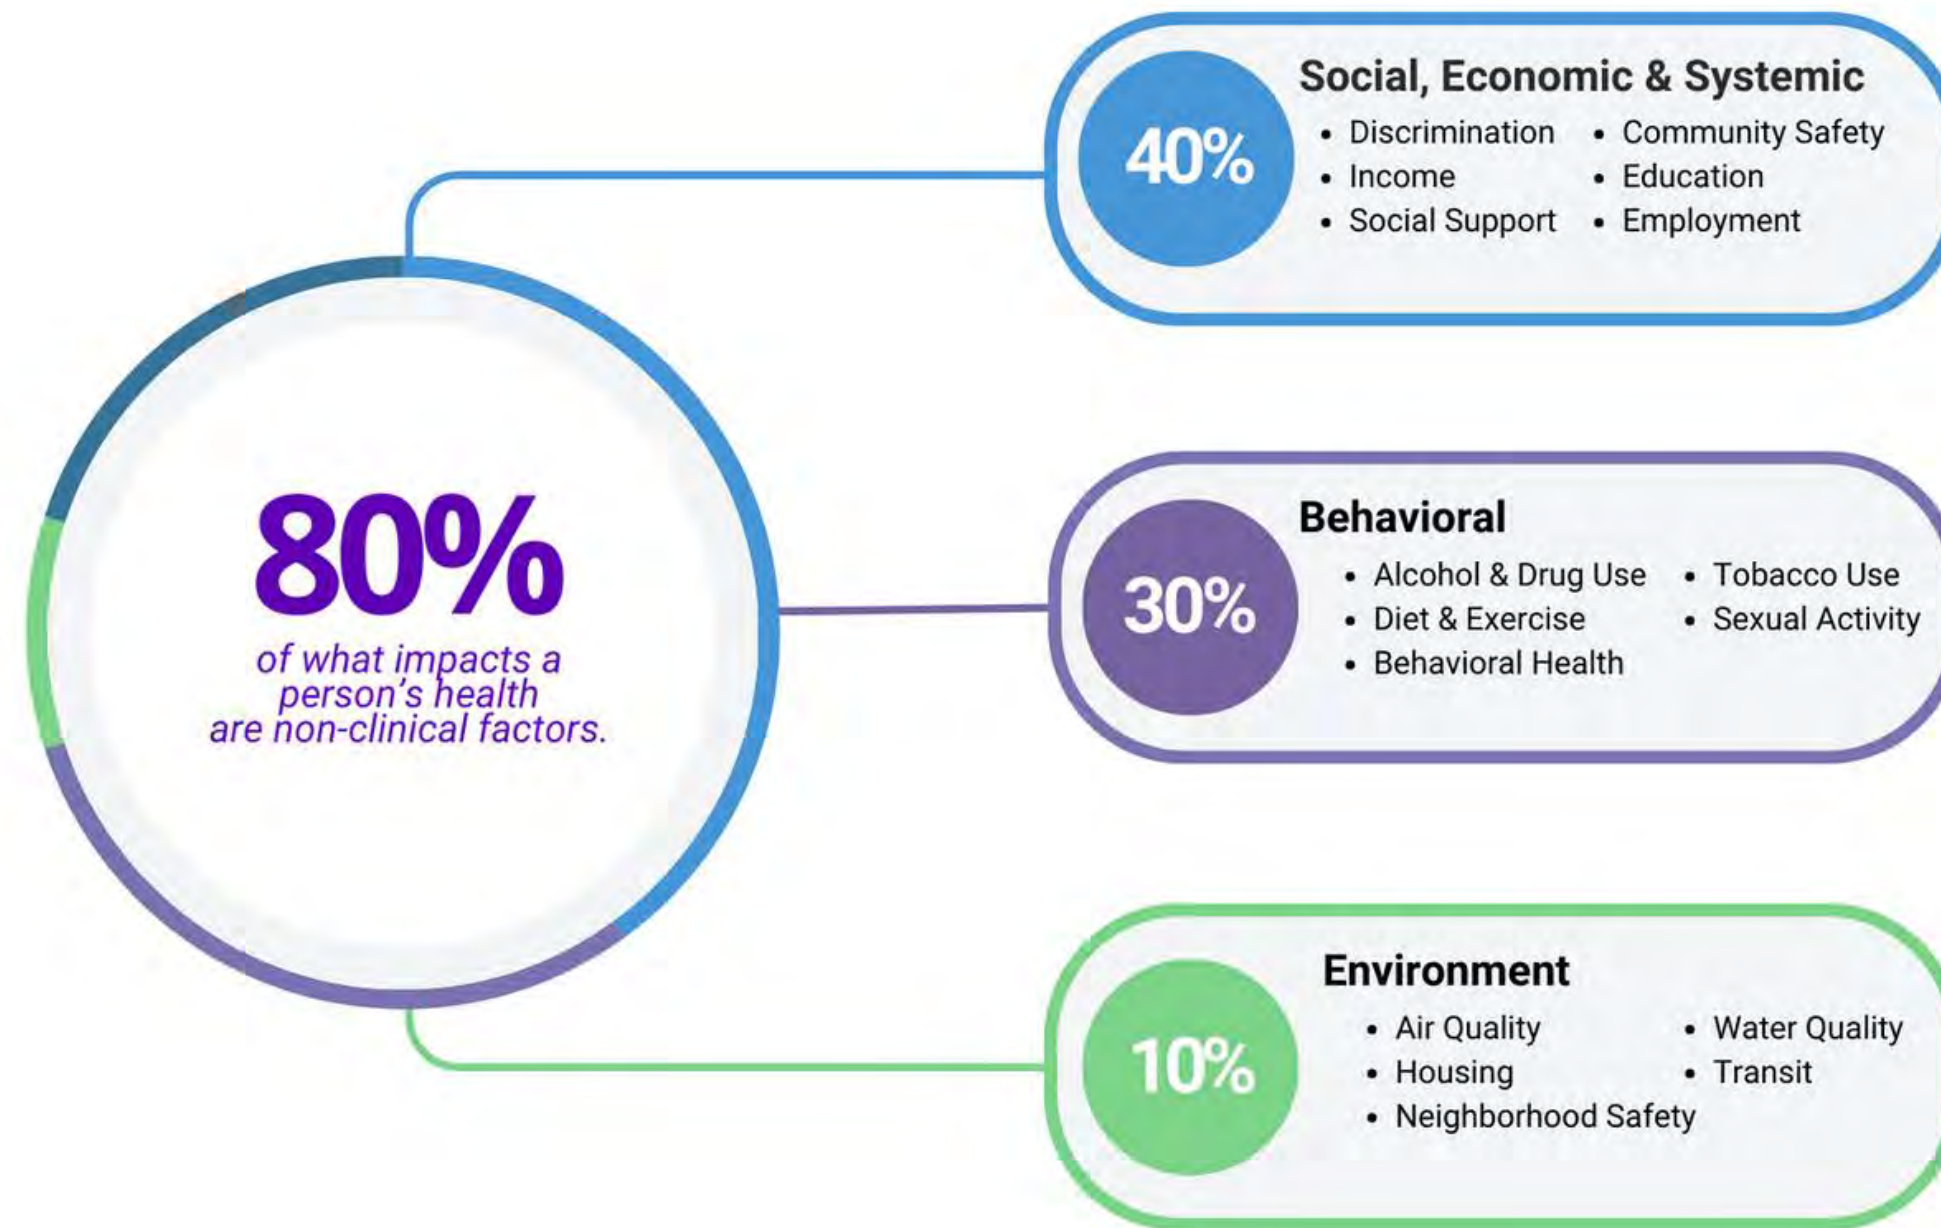 80%
of what impacts a
person's health
are non-clinical factors.
40%
Social, Economic & Systemic
• Discrimination
• Income
• Social Support
• Community Safety
• Education
• Employment
30%
Behavioral
• Alcohol & Drug Use
• Diet & Exercise
• Behavioral Health
• Tobacco Use
• Sexual Activity
10%
Environment
• Air Quality
• Housing
• Neighborhood Safety
• Water Quality
• Transit